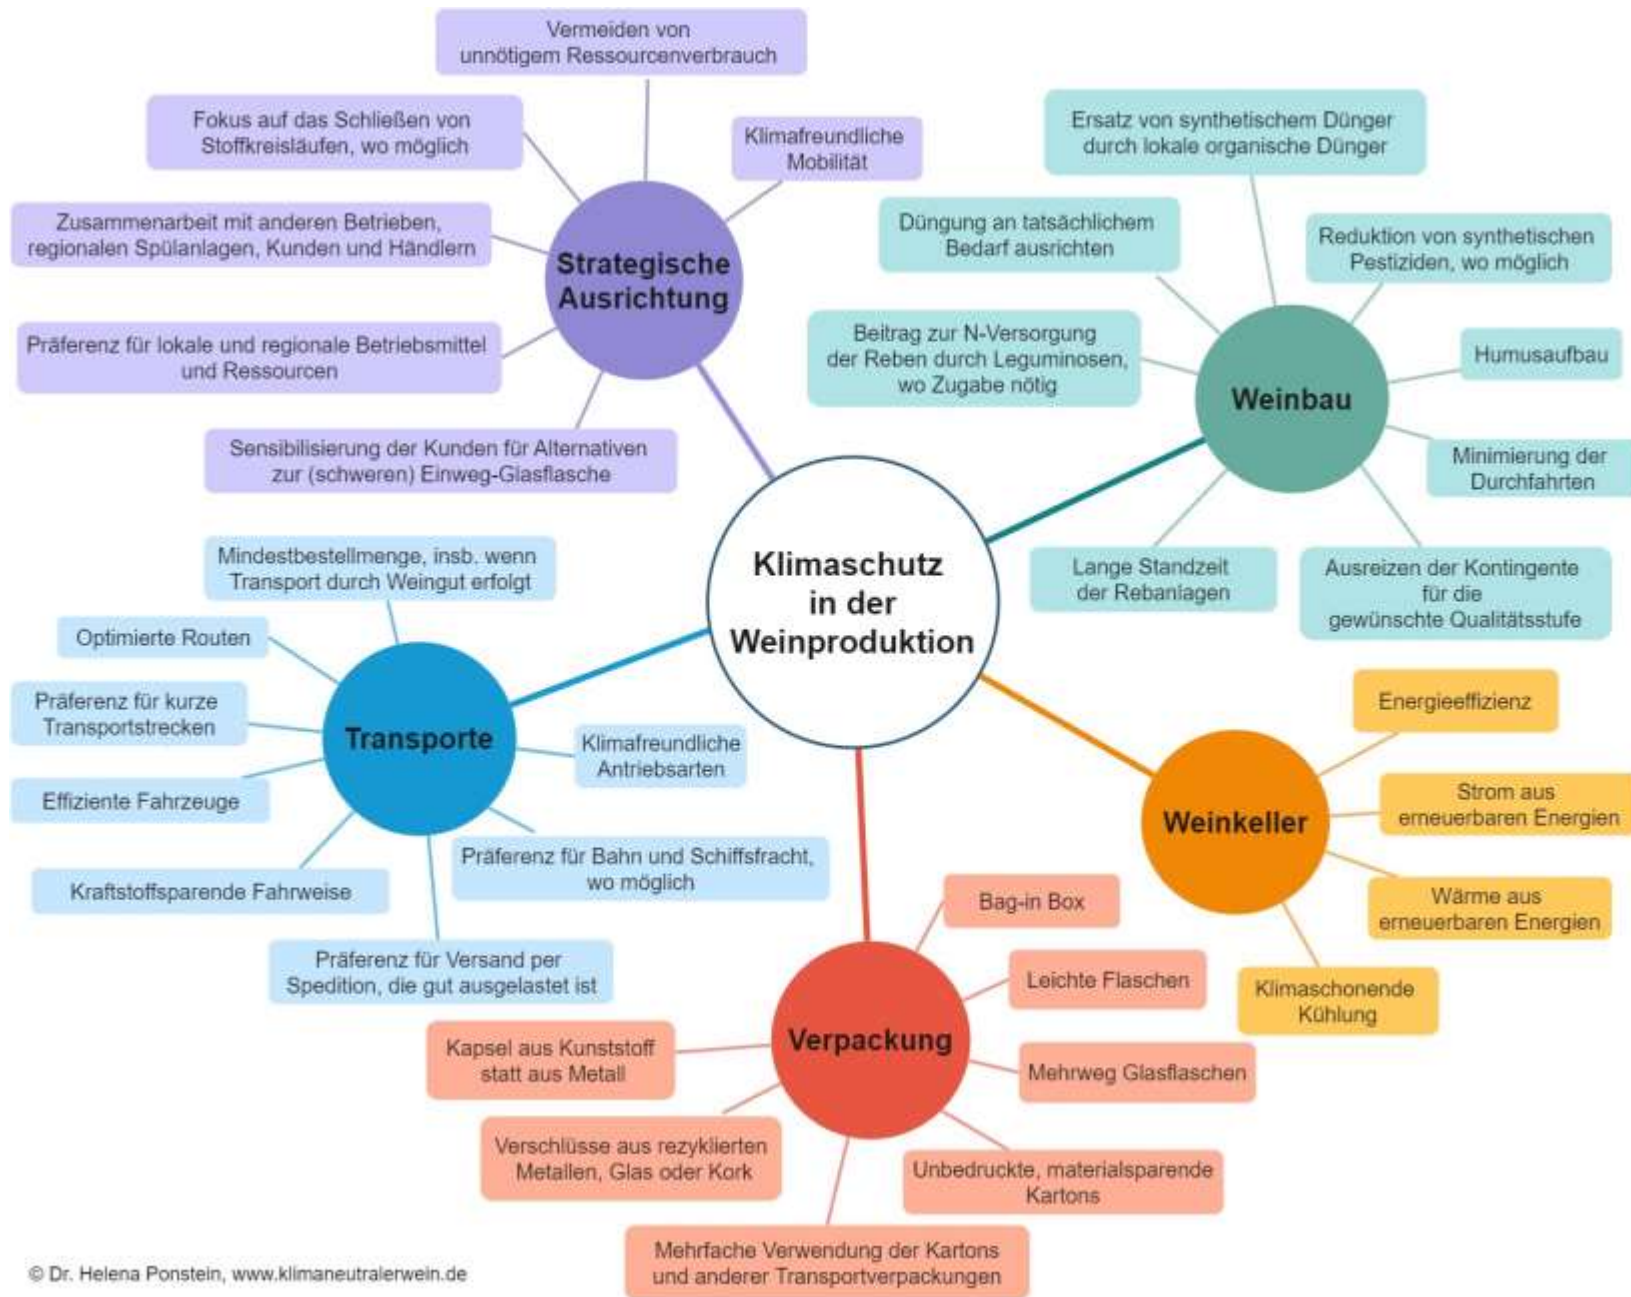 Vermeiden von
unnötigem Ressourcenverbrauch
Fokus auf das Schließen von
Stoffkreisläufen, wo möglich
Klimafreundliche
Mobilität
Zusammenarbeit mit anderen Betrieben,
regionalen Spülanlagen, Kunden und Händlern
Strategische
Ausrichtung
Präferenz für lokale und regionale Betriebsmittel
und Ressourcen
Sensibilisierung der Kunden für Alternativen
zur (schweren) Einweg-Glasflasche
Ersatz von synthetischem Dünger
durch lokale organische Dünger
Düngung an tatsächlichem
Bedarf ausrichten
Reduktion von synthetischen
Pestiziden, wo möglich
Beitrag zur N-Versorgung
der Reben durch Leguminosen,
wo Zugabe nötig
Humusaufbau
Weinbau
Minimierung der
Durchfahrten
Lange Standzeit
der Rebanlagen
Ausreizen der Kontingente
für die
gewünschte Qualitätsstufe
Klimaschutz
in der
Weinproduktion
Mindestbestellmenge, insb. wenn
Transport durch Weingut erfolgt
Optimierte Routen
Präferenz für kurze
Transportstrecken
Transporte
Klimafreundliche
Antriebsarten
Effiziente Fahrzeuge
Präferenz für Bahn und Schiffsfracht,
wo möglich
Kraftstoffsparende Fahrweise
Präferenz für Versand per
Spedition, die gut ausgelastet ist
Energieeffizienz
Strom aus
erneuerbaren Energien
Weinkeller
Wärme aus
erneuerbaren Energien
Klimaschonende
Kühlung
Bag-in Box
Leichte Flaschen
Kapsel aus Kunststoff
statt aus Metall
Verpackung
Mehrweg Glasflaschen
Verschlüsse aus rezyklierten
Metallen, Glas oder Kork
Unbedruckte, materialsparende
Kartons
Mehrfache Verwendung der Kartons
und anderer Transportverpackungen
© Dr. Helena Ponstein, www.klimaneutralerwein.de